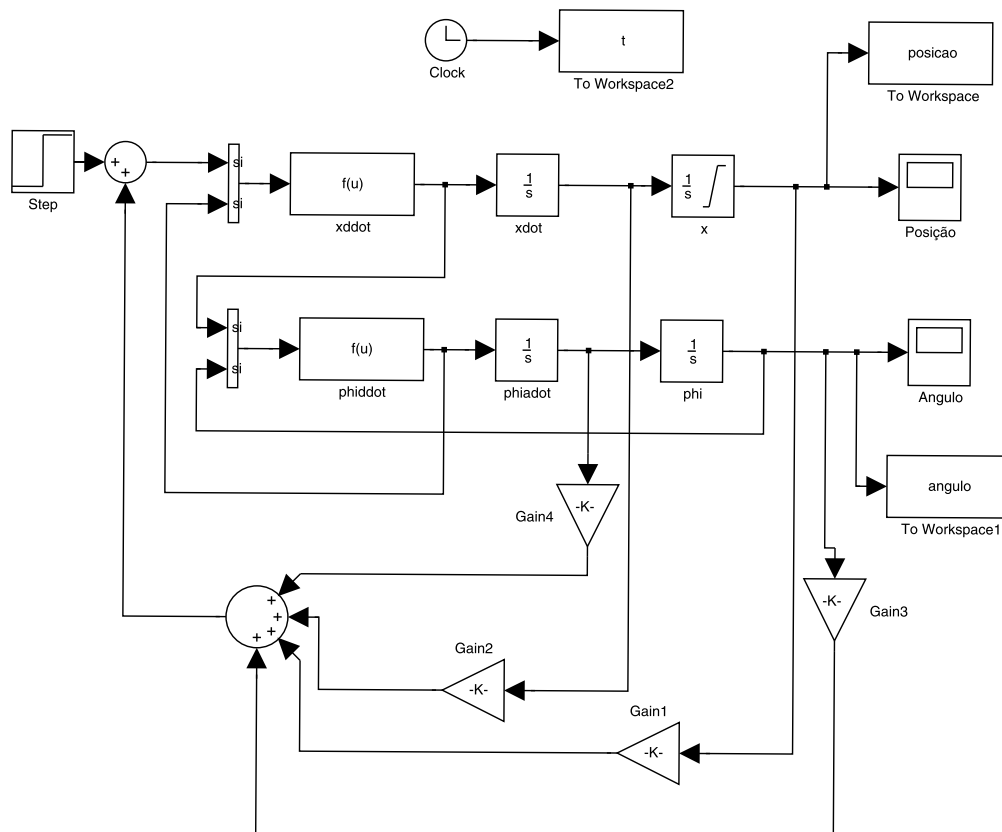 t
Clock
To Workspace2
posicao
To Workspace
Step
+
+
si
si
f(u)
xddot
1
s
xdot
1
s
x
Posição
si
si
f(u)
phiddot
1
s
phiadot
1
s
phi
Angulo
angulo
To Workspace1
-K-
Gain4
+
+
+
+
-K-
Gain3
Gain2
-K-
Gain1
-K-